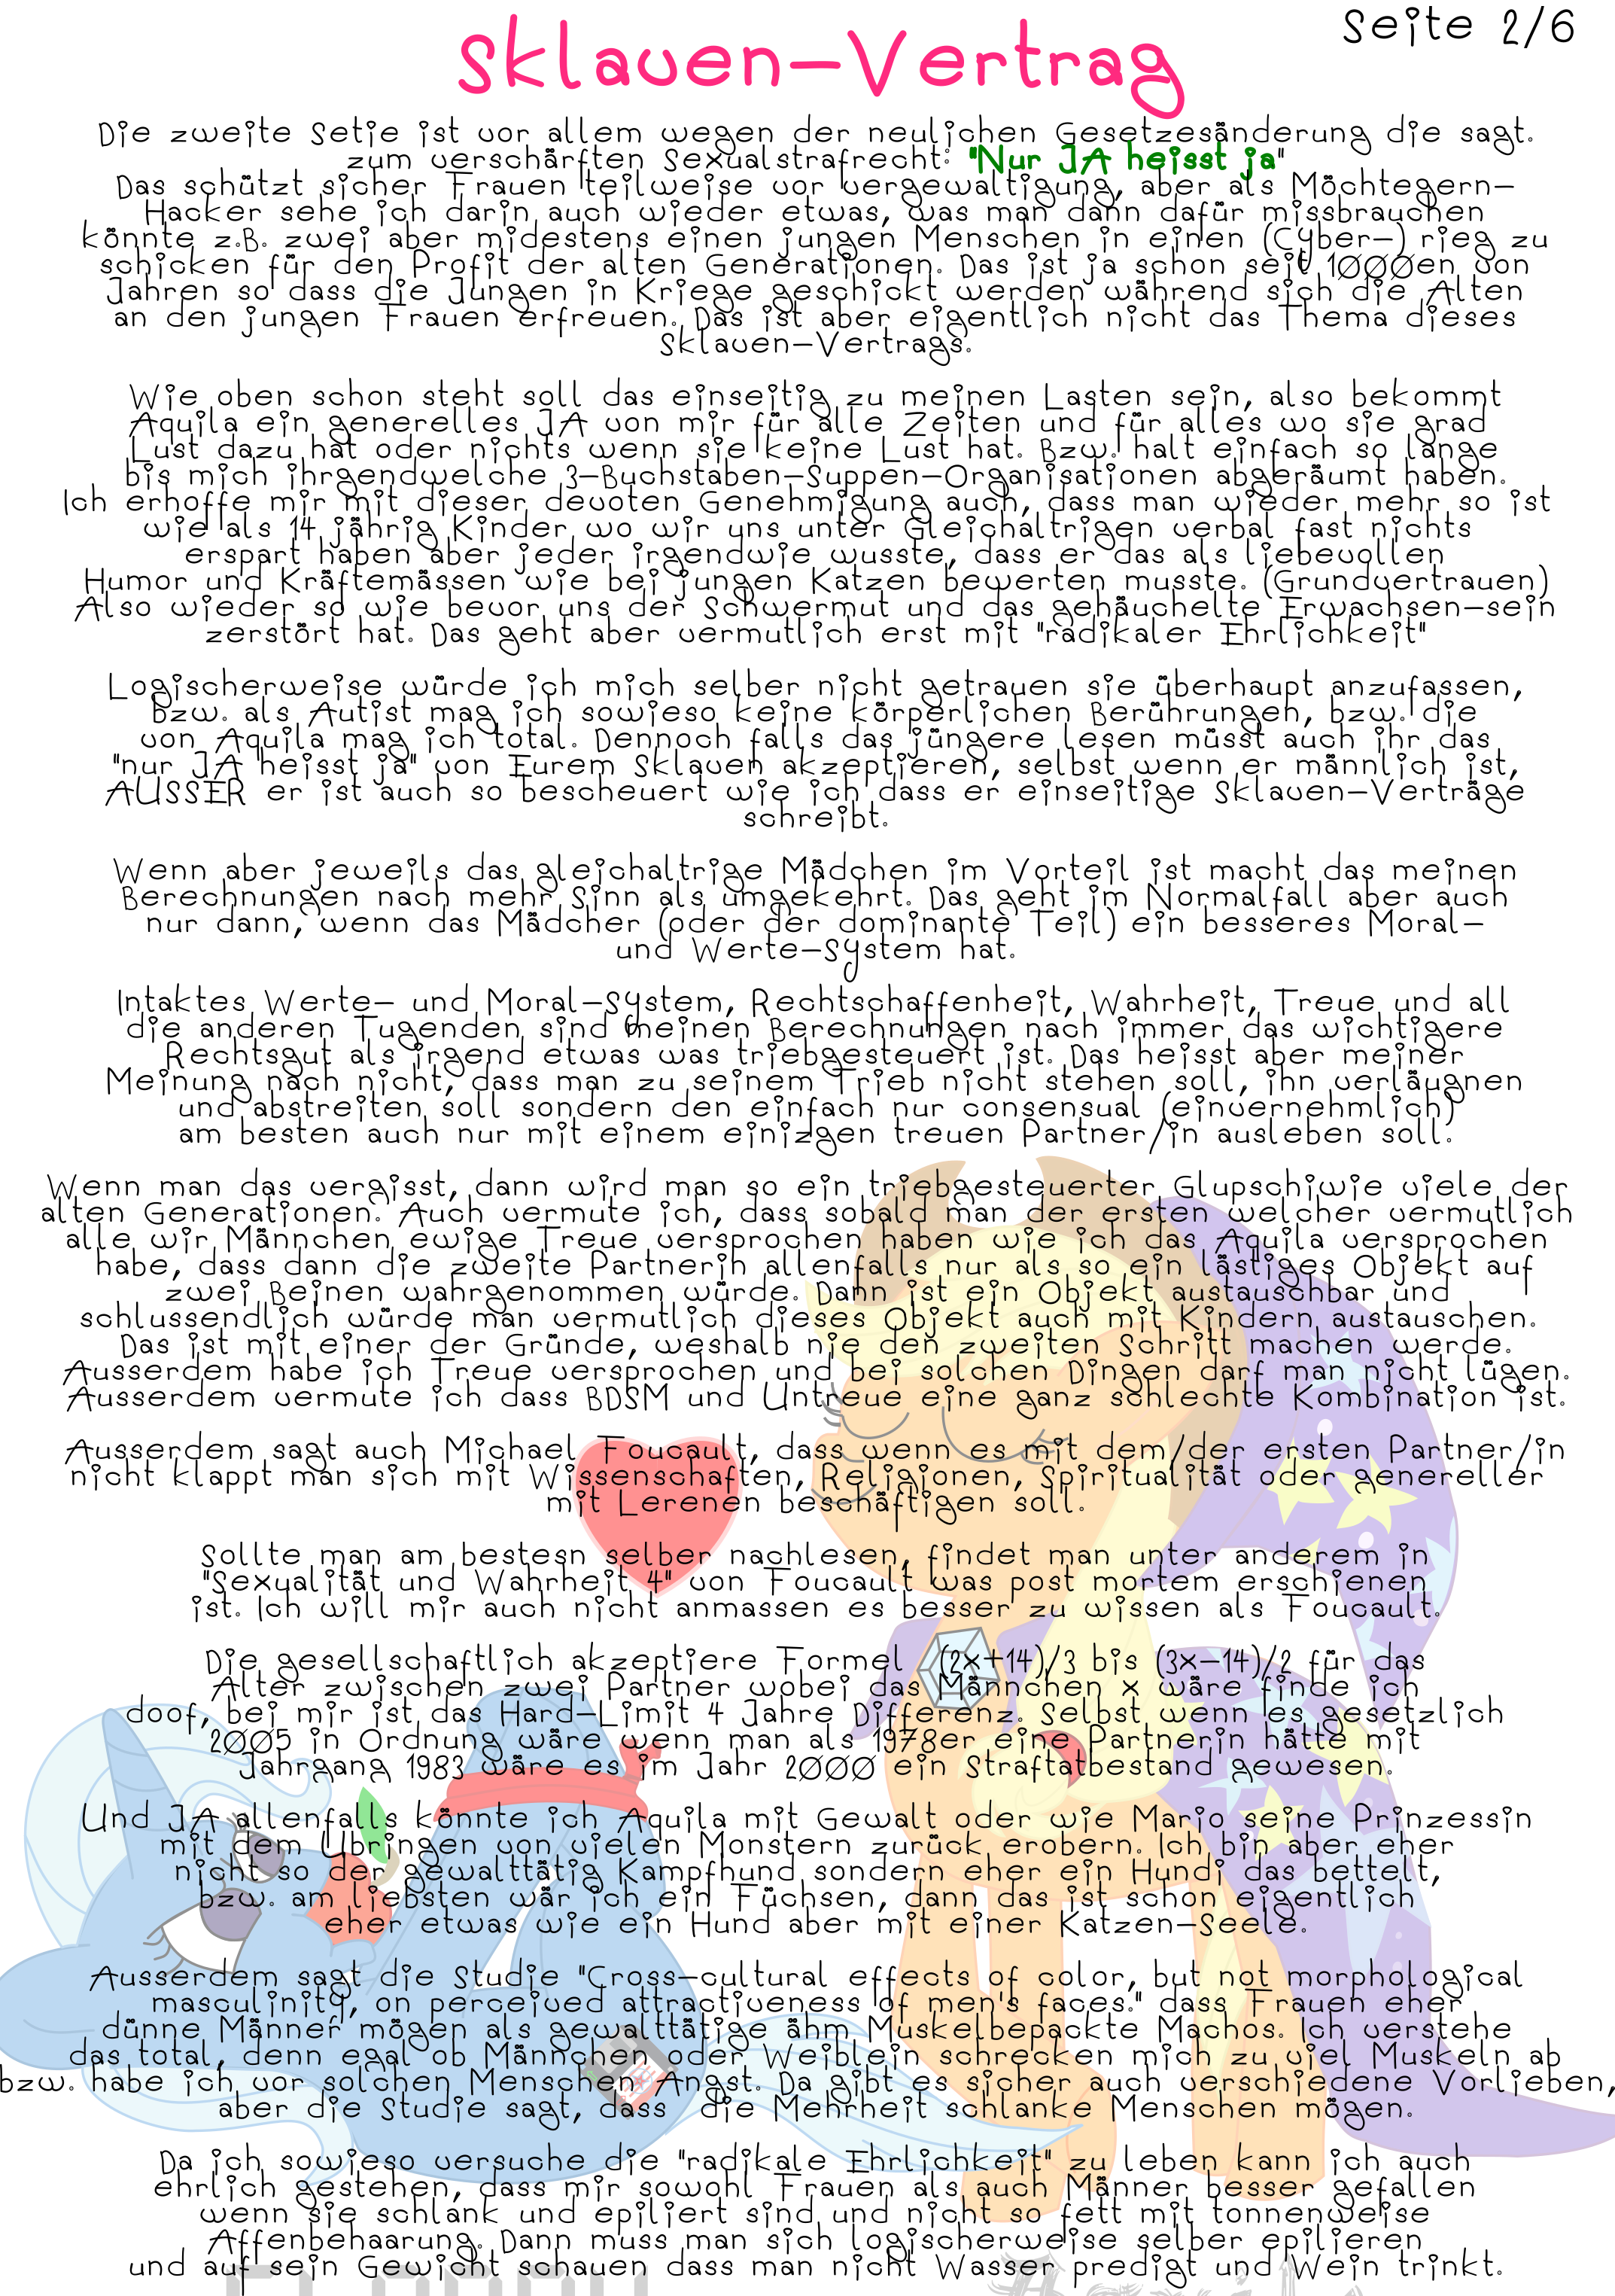 Seite 2/6
Sklaven-Vertrag
Die zweite Setie ist vor allem wegen der neulichen Gesetzesänderung die sagt.
zum verschärften Sexualstrafrecht: "Nur JA heisst ja"
Das schützt sicher Frauen teilweise vor vergewaltigung, aber als Möchtegern-
Hacker sehe ich darin auch wieder etwas, was man dann dafür missbrauchen
könnte z.B. zwei aber midestens einen jungen Menschen in einen (Cyber-) rieg zu
schicken für den Profit der alten Generationen. Das ist ja schon seit 1000en von
Jahren so dass die Jungen in Kriege geschickt werden während sich die Alten
an den jungen Frauen erfreuen. Das ist aber eigentlich nicht das Thema dieses
Sklaven-Vertrags.
Wie oben schon steht soll das einseitig zu meinen Lasten sein, also bekommt
Aquila ein generelles JA von mir für alle Zeiten und für alles wo sie grad
Lust dazu hat oder nichts wenn sie keine Lust hat. Bzw. halt einfach so lange
bis mich ihrgendwelche 3-Buchstaben-Suppen-Organisationen abgeräumt haben.
Ich erhoffe mir mit dieser devoten Genehmigung auch, dass man wieder mehr so ist
wie als 14 jährig Kinder wo wir uns unter Gleichaltrigen verbal fast nichts
erspart haben aber jeder irgendwie wusste, dass er das als liebevollen
Humor und Kräftemässen wie bei jungen Katzen bewerten musste. (Grundvertrauen)
Also wieder so wie bevor uns der Schwermut und das gehäuchelte Erwachsen-sein
zerstört hat. Das geht aber vermutlich erst mit "radikaler Ehrlichkeit"
Logischerweise würde ich mich selber nicht getrauen sie überhaupt anzufassen,
bzw. als Autist mag ich sowieso keine körperlichen Berührungen, bzw. die
von Aquila mag ich total. Dennoch falls das jüngere lesen müsst auch ihr das
"nur JA heisst ja" von Eurem Sklaven akzeptieren, selbst wenn er männlich ist,
AUSSER er ist auch so bescheuert wie ich dass er einseitige Sklaven-Verträge
schreibt.
Wenn aber jeweils das gleichaltrige Mädchen im Vorteil ist macht das meinen
Berechnungen nach mehr Sinn als umgekehrt. Das geht im Normalfall aber auch
nur dann, wenn das Mädcher (oder der dominante Teil) ein besseres Moral-
und Werte-System hat.
Intaktes Werte- und Moral-System, Rechtschaffenheit, Wahrheit, Treue und all
die anderen Tugenden sind meinen Berechnungen nach immer das wichtigere
Rechtsgut als irgend etwas was triebgesteuert ist. Das heisst aber meiner
Meinung nach nicht, dass man zu seinem Trieb nicht stehen soll, ihn verläugnen
und abstreiten soll sondern den einfach nur consensual (einvernehmlich)
am besten auch nur mit einem einizgen treuen Partner/in ausleben soll.
Wenn man das vergisst, dann wird man so ein triebgesteuerter Glupschiwie viele der
alten Generationen. Auch vermute ich, dass sobald man der ersten welcher vermutlich
alle wir Männchen ewige Treue versprochen haben wie ich das Aquila versprochen
habe, dass dann die zweite Partnerih allenfalls nur als so ein lästiges Objekt auf
zwei Beinen wahrgenommen würde. Dann ist ein Objekt austauschbar und
schlussendlich würde man vermutlich dieses Objekt auch mit Kindern austauschen.
Das ist mit einer der Gründe, weshalb nie den zweiten Schritt machen werde.
Ausserdem habe ich Treue versprochen und bei solchen Dingen darf man nicht lügen.
Ausserdem vermute ich dass BDSM und Untreue eine ganz schlechte Kombination ist.
Ausserdem sagt auch Michael Foucault, dass wenn es mit dem/der ersten Partner/in
nicht klappt man sich mit Wissenschaften, Religionen, Spiritualität oder genereller
mit Lerenen beschäftigen soll.
Sollte man am bestesn selber nachlesen, findet man unter anderem in
"Sexualität und Wahrheit 4" von Foucault was post mortem erschienen
ist. Ich will mir auch nicht anmassen es besser zu wissen als Foucault.
Die gesellschaftlich akzeptiere Formel (2x+14)/3 bis (3x-14)/2 für das
Alter zwischen zwei Partner wobei das Männchen x wäre finde ich
doof, bei mir ist das Hard-Limit 4 Jahre Differenz. Selbst wenn es gesetzlich
2005 in Ordnung wäre wenn man als 1978er eine Partnerin hätte mit
Jahrgang 1983 wäre es im Jahr 2000 ein Straftatbestand gewesen.
Und JA allenfalls könnte ich Aquila mit Gewalt oder wie Mario seine Prinzessin
mit dem Ubringen von vielen Monstern zurück erobern. Ich bin aber eher
nicht so der gewalttätig Kampfhund sondern eher ein Hundi das bettelt,
bzw. am liebsten wär ich ein Füchsen, dann das ist schon eigentlich
eher etwas wie ein Hund aber mit einer Katzen-Seele.
Ausserdem sagt die Studie "Cross-cultural effects of color, but not morphological
masculinity, on perceived attractiveness of men's faces." dass Frauen eher
dünne Männer mögen als gewalttätige ähm Muskelbepackte Machos. Ich verstehe
das total, denn egal ob Männchen oder Weiblein schrecken mich zu viel Muskeln ab
bzw. habe ich vor solchen Menschen Angst. Da gibt es sicher auch verschiedene Vorlieben,
aber die Studie sagt, dass die Mehrheit schlanke Menschen mögen.
Da ich sowieso versuche die "radikale Ehrlichkeit" zu leben kann ich auch
ehrlich gestehen, dass mir sowohl Frauen als auch Männer besser gefallen
wenn sie schlank und epiliert sind und nicht so fett mit tonnenweise
Affenbehaarung. Dann muss man sich logischerweise selber epilieren
und auf sein Gewicht schauen dass man nicht Wasser predigt und Wein trinkt.